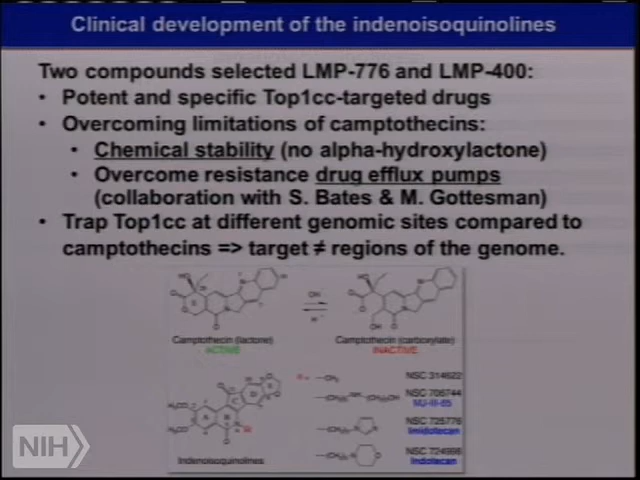 Clinical development of the indenoisoquinolines
Two compounds selected LMP-776 and LMP-400:
• Potent and specific Top1cc-targeted drugs
• Overcoming limitations of camptothecins:
• Chemical stability (no alpha-hydroxylactone)
• Overcome resistance drug efflux pumps
(collaboration with S. Bates & M. Gottesman)
• Trap Top1cc at different genomic sites compared to
camptothecins => target ≠ regions of the genome.
Camptothecin (lactone)
ACTIVE
Camptothecin (carboxylate)
INACTIVE
NSC 314622
NSC 706744
MJ-III-65
NSC 725776
Indenoisoquinolines
NIH